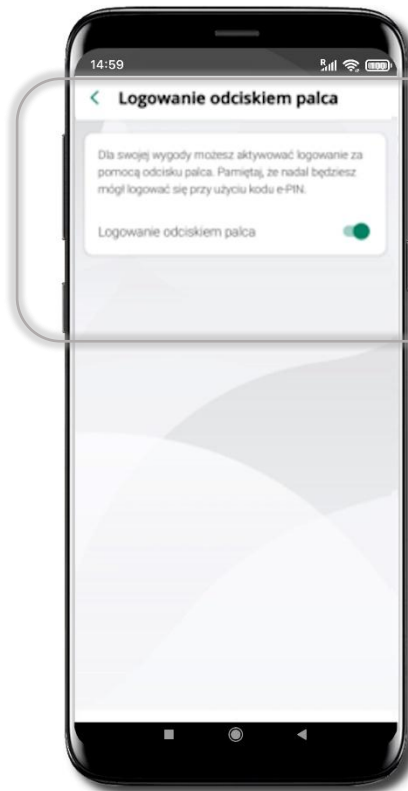 14:59
R
100
Logowanie odciskiem palca
Dla swojej wygody możesz aktywować logowanie za
pomocą odcisku palca. Pamiętaj, że nadal będziesz
mógł logować się przy użyciu kodu e-PIN.
Logowanie odciskiem palca